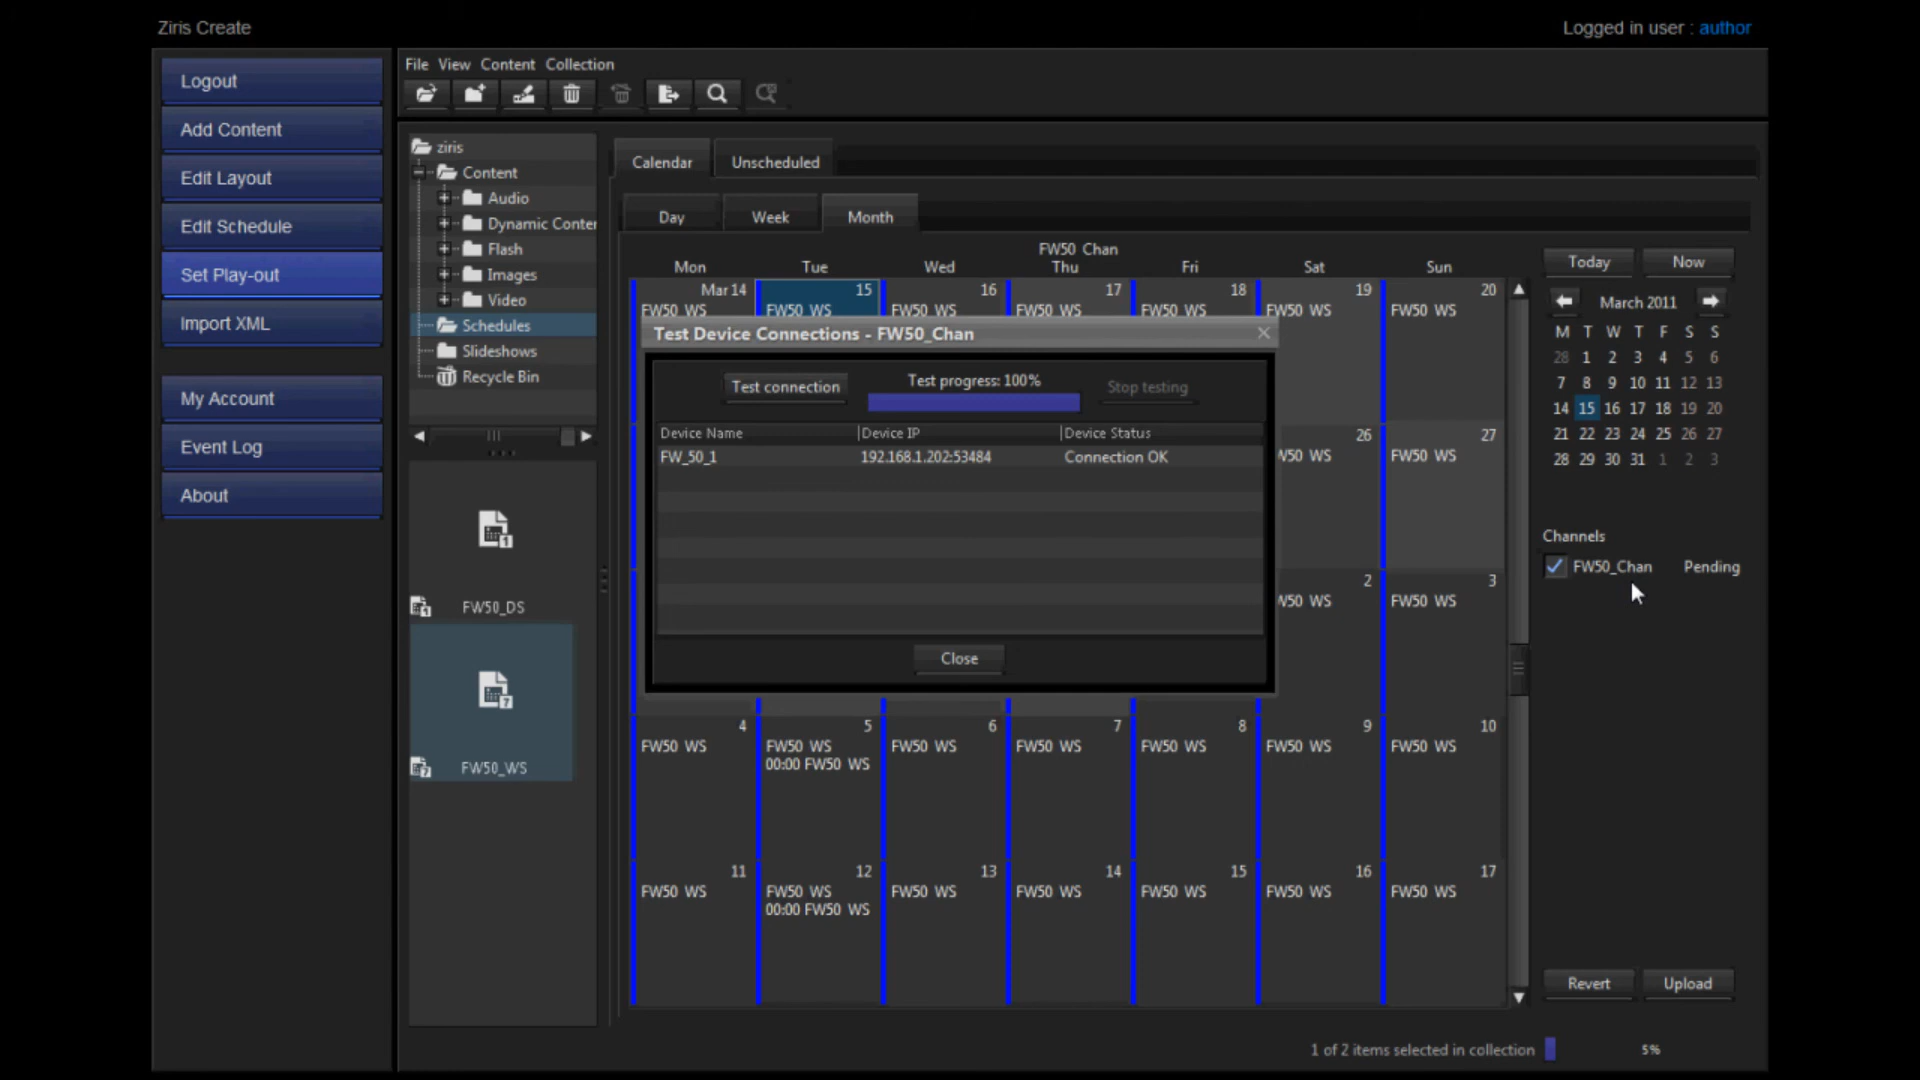 Ziris Create
Logged in user : author
Logout
Add Content
Edit Layout
Edit Schedule
Set Play-out
Import XML
My Account
Event Log
About
File View Content Collection
ziris
Content
Audio
Dynamic Conter
Flash
Images
Video
Schedules
Slideshows
Recycle Bin
FW50_DS
FW50_WS
Calendar Unscheduled
Day Week Month
FW50 Chan
Mon Tue Wed Thu Fri Sat Sun
Mar 14 15 16 17 18 19 20
FW50 WS FW50 WS FW50 WS FW50 WS FW50 WS FW50 WS FW50 WS
Test Device Connections - FW50_Chan
Test connection
Test progress: 100%
Stop testing
Device Name Device IP Device Status
FW_50_1 192.168.1.202:53484 Connection OK
Close
26 27
W50 WS FW50 WS
2 3
W50 WS FW50 WS
4 5 6 7 8 9 10
FW50 WS FW50 WS FW50 WS FW50 WS FW50 WS FW50 WS FW50 WS
00:00 FW50 WS
11 12 13 14 15 16 17
FW50 WS FW50 WS FW50 WS FW50 WS FW50 WS FW50 WS FW50 WS
00:00 FW50 WS
Today Now
March 2011
M T W T F S S
28 1 2 3 4 5 6
7 8 9 10 11 12 13
14 15 16 17 18 19 20
21 22 23 24 25 26 27
28 29 30 31 1 2 3
Channels
FW50_Chan Pending
Revert Upload
1 of 2 items selected in collection 5%